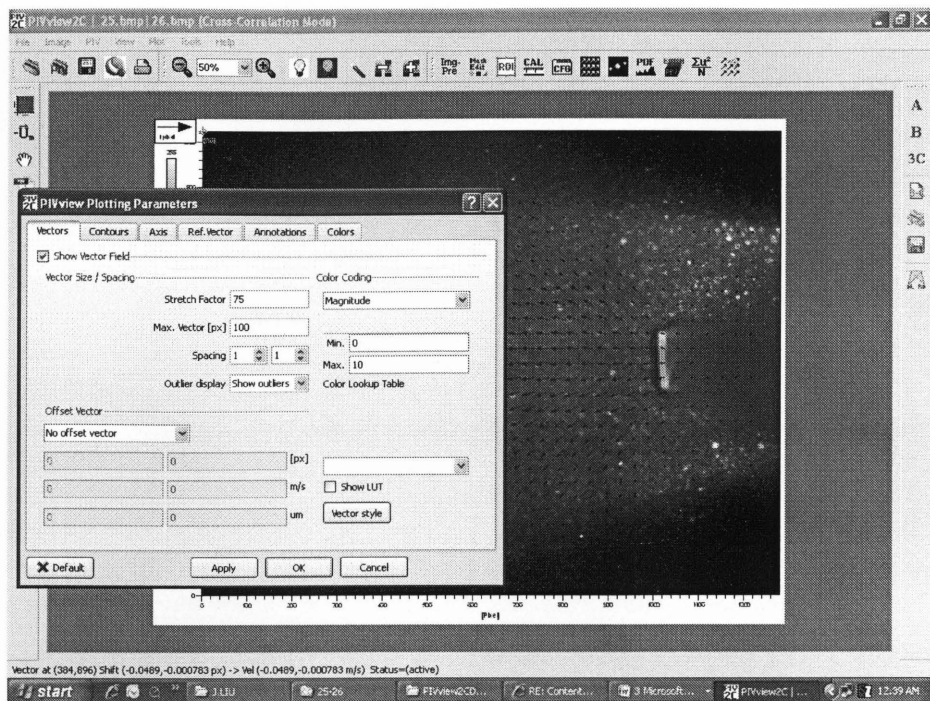 PIVview2C | 25.bmp|26.bmp (Cross-Correlation Mode)
File Image PIV View Plot Tools Help
50%
Img-Pre
Mask Edit
ROI
CAL
CFG
PDF
Σu² N
A
B
3C
PIVview Plotting Parameters
Vectors Contours Axis Ref.Vector Annotations Colors
Show Vector Field
Vector Size / Spacing
Color Coding
Stretch Factor 75
Magnitude
Max. Vector [px] 100
Min. 0
Spacing 1 1
Max. 10
Outlier display Show outliers
Color Lookup Table
Offset Vector
No offset vector
0 0 [px]
0 0 m/s
Show LUT
0 0 um
Vector style
Default
Apply
OK
Cancel
[Pixel]
Vector at (384,896) Shift (-0.0489,-0.000783 px) -> Vel (-0.0489,-0.000783 m/s) Status=(active)
start
J.LIU
25-26
PIVview2CD...
RE: Content...
3 Microsoft...
PIVview2C | ...
12:39 AM